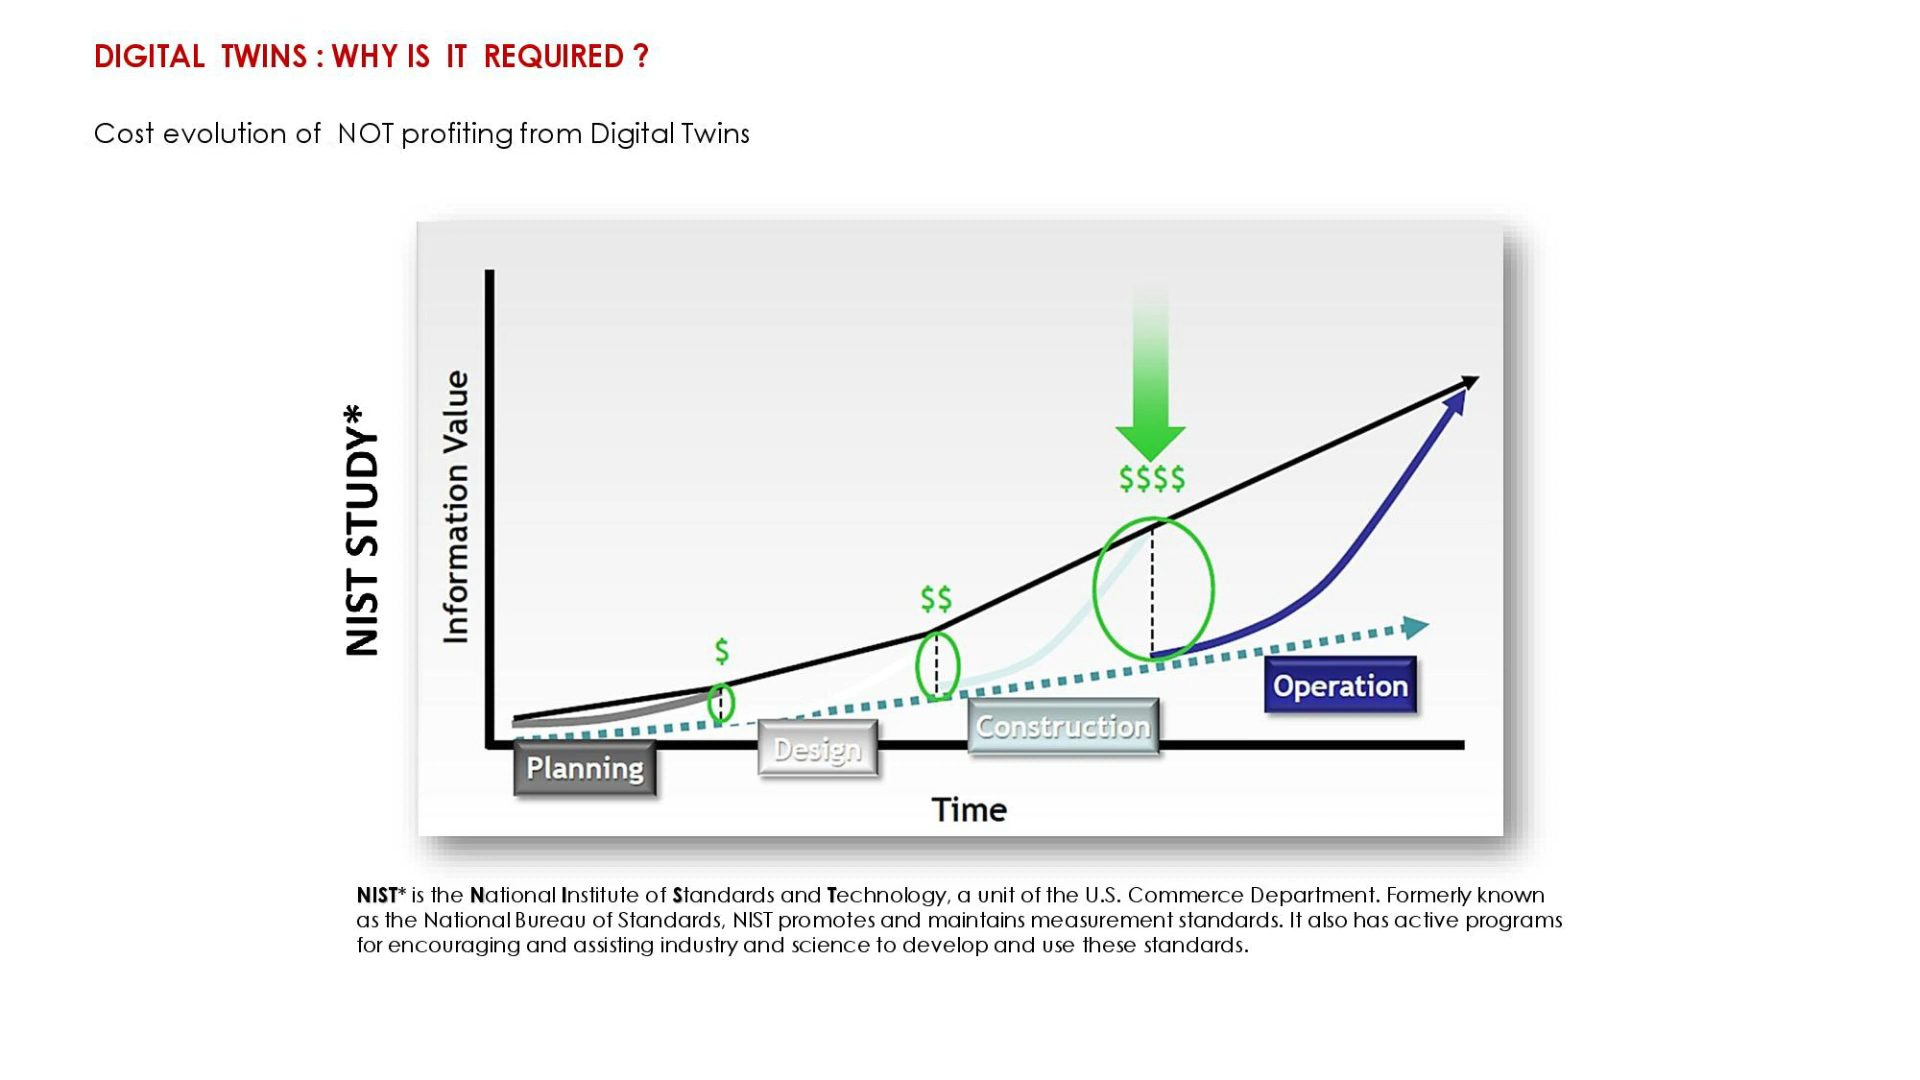 DIGITAL TWINS : WHY IS IT REQUIRED ?
Cost evolution of NOT profiting from Digital Twins
NIST STUDY*
Information Value
$
$$
$$$$
Planning
Design
Construction
Operation
Time
NIST* is the National Institute of Standards and Technology, a unit of the U.S. Commerce Department. Formerly known
as the National Bureau of Standards, NIST promotes and maintains measurement standards. It also has active programs
for encouraging and assisting industry and science to develop and use these standards.